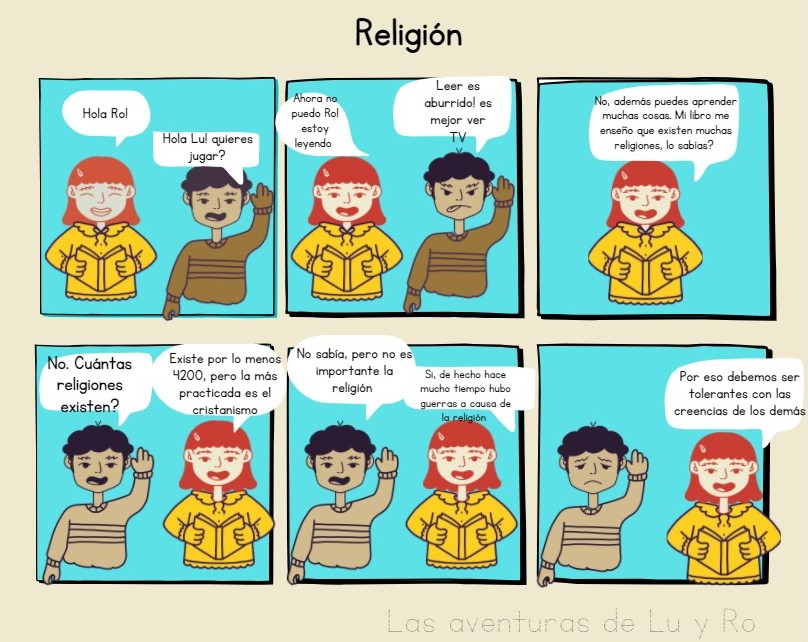 Religión
Hola Ro!
Hola Lu! quieres
jugar?
Ahora no
puedo Ro!
estoy
leyendo
Leer es
aburrido! es
mejor ver
TV
No, además puedes aprender
muchas cosas. Mi libro me
enseño que existen muchas
religiones, lo sabias?
No. Cuántas
religiones
existen?
Existe por lo menos
4200, pero la más
practicada es el
cristanismo
No sabía, pero no es
importante la
religión
Si, de hecho hace
mucho tiempo hubo
guerras a causa de
la religión
Por eso debemos ser
tolerantes con las
creencias de los demás
Las aventuras de Lu y Ro